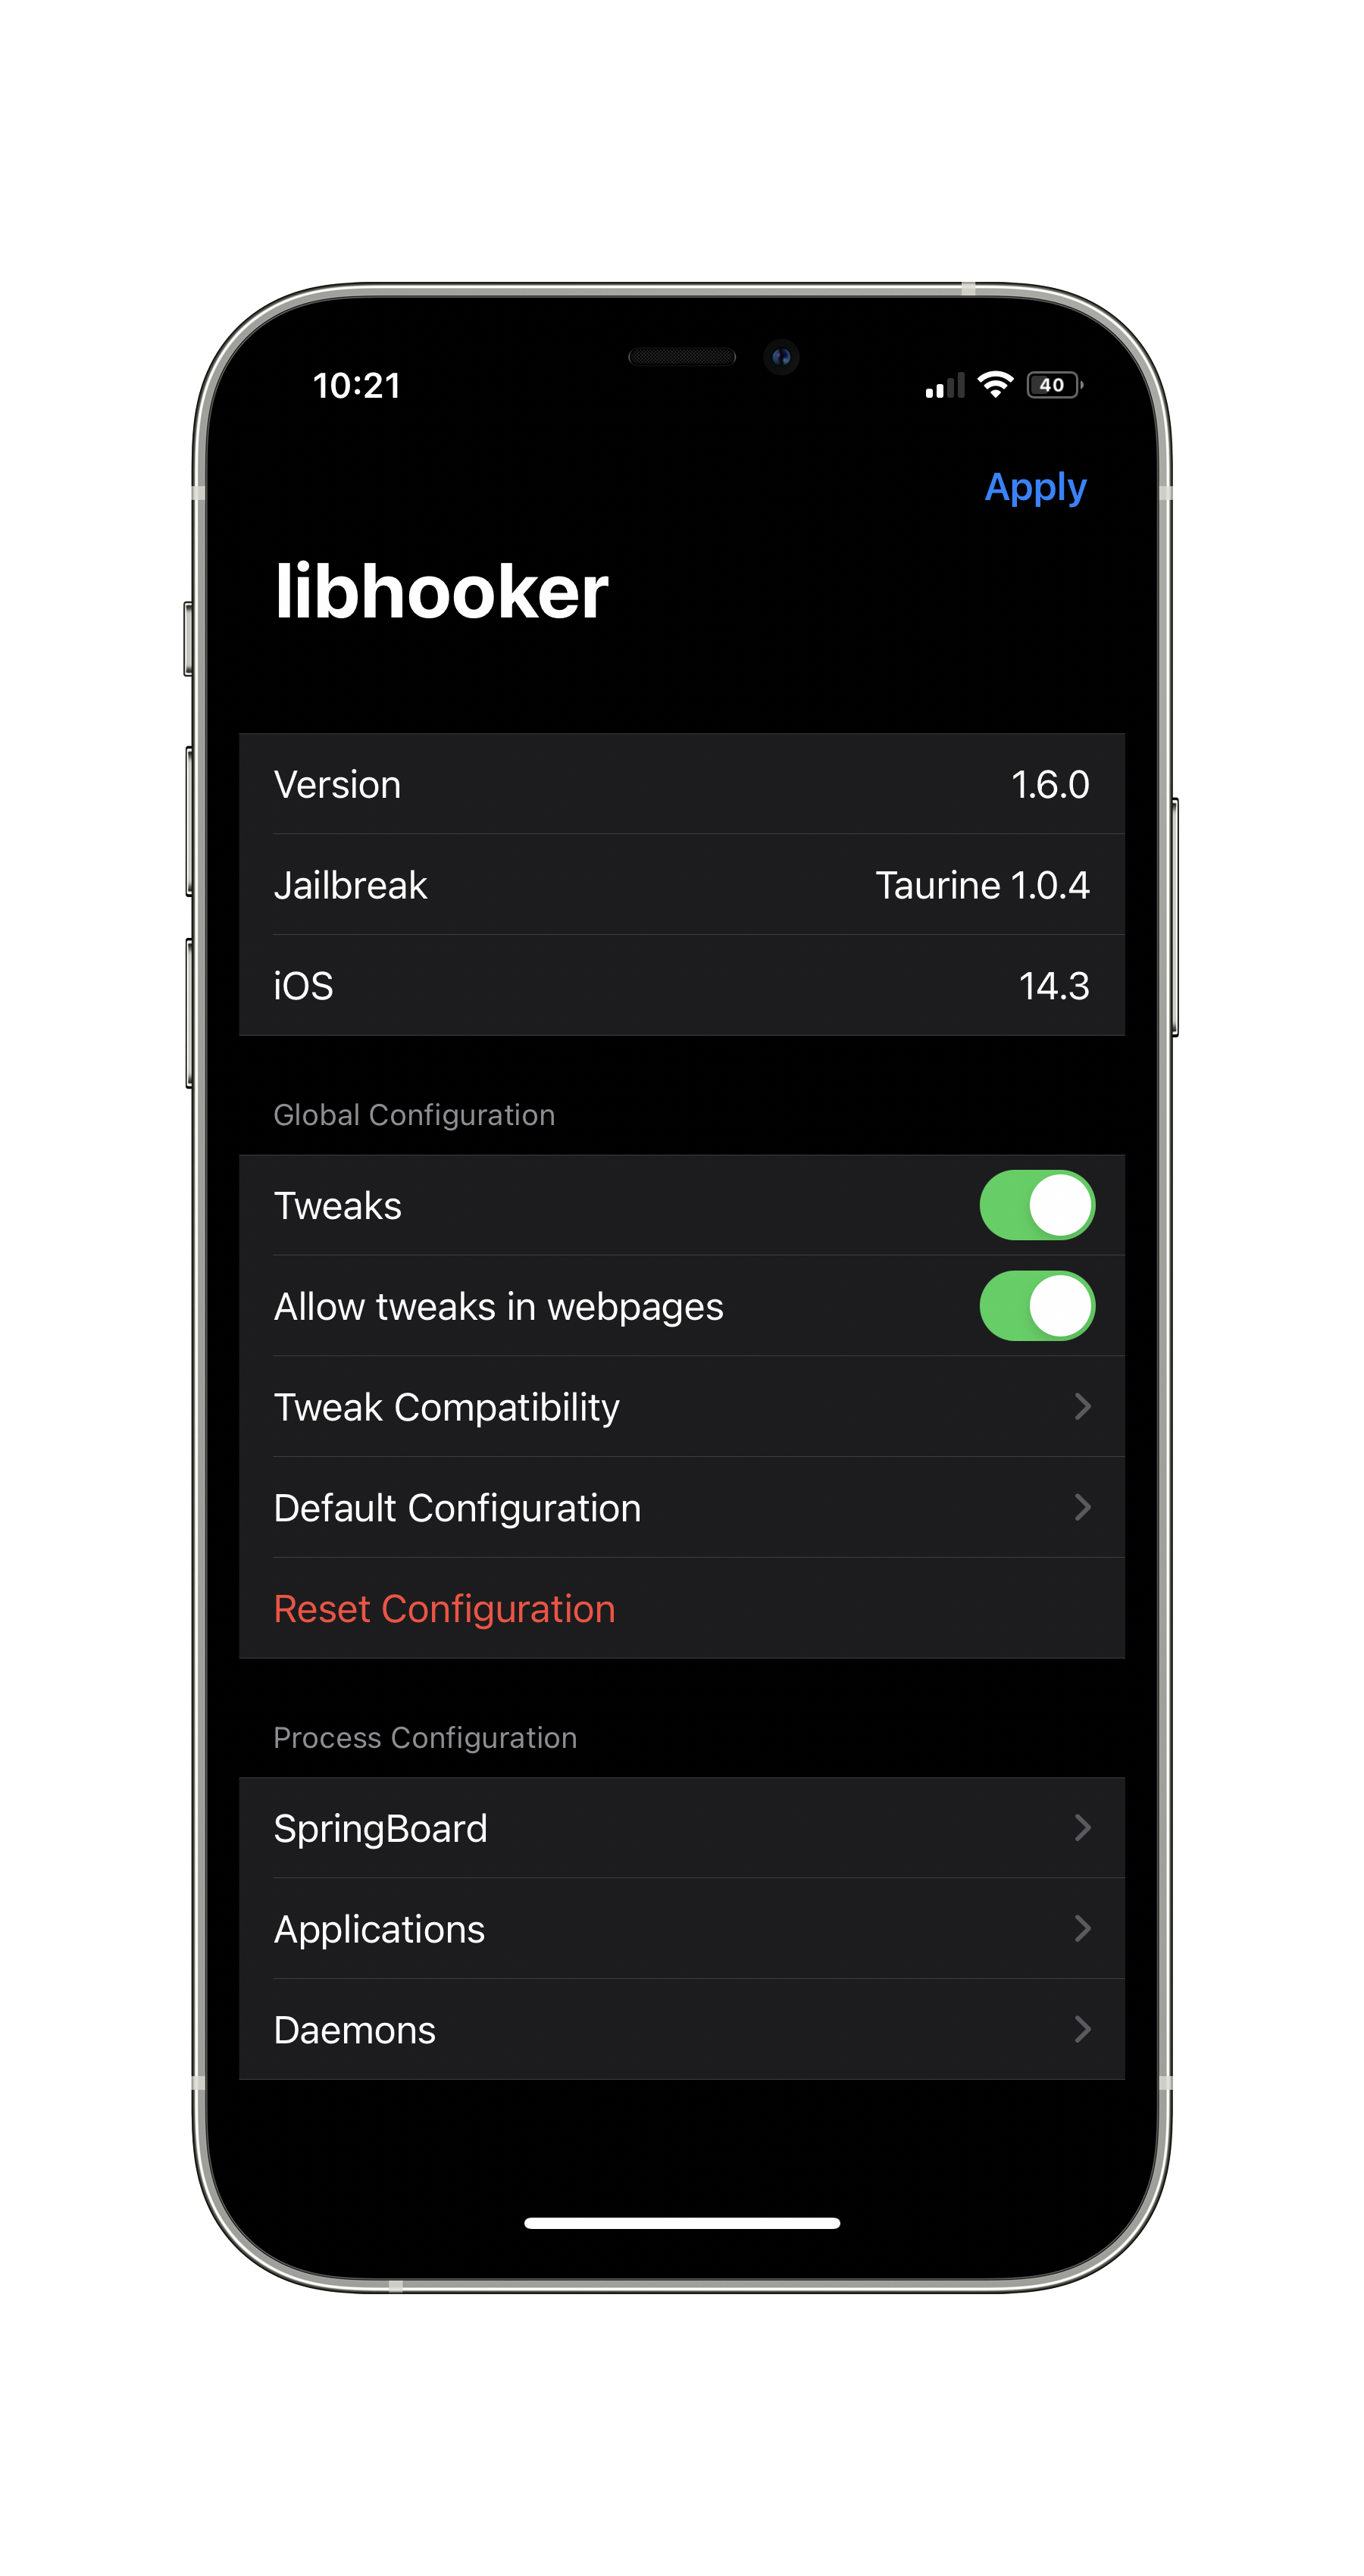 10:21
40
Apply
libhooker
Version 1.6.0
Jailbreak Taurine 1.0.4
iOS 14.3
Global Configuration
Tweaks
Allow tweaks in webpages
Tweak Compatibility
Default Configuration
Reset Configuration
Process Configuration
SpringBoard
Applications
Daemons